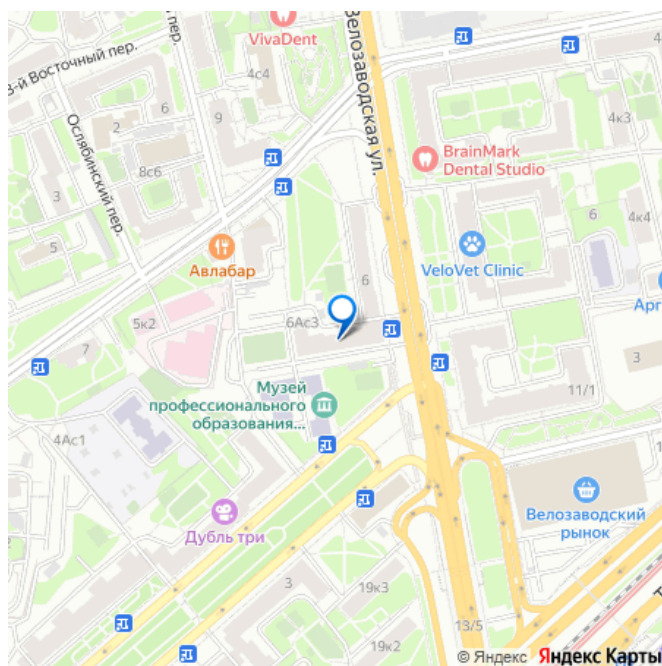 VivaDent
3-й Восточный пер.
пер.
Велозаводская ул.
4с4
4к3
9
6
2
Ослябинский пер.
BrainMark
Dental Studio
8с6
3
6
4к4
5
Авлабар
VeloVet Clinic
6
Арг
5к2
6Ас3
7
3
Музей
профессионального
образования...
11/1
4Ас1
Дубль три
Велозаводский
рынок
3
19к3
13/5
19к2
© Яндекс Яндекс Карты